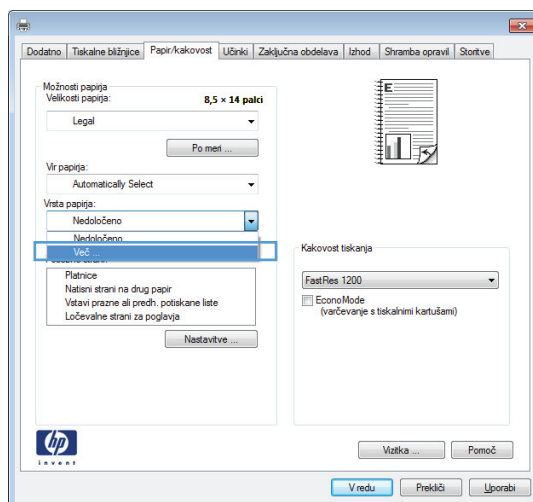 Dodatno Tiskalne bližnjice Papir/kakovost Učinki Zaključna obdelava Izhod Shramba opravil Storitve
Možnosti papirja
Velikosti papirja: 8,5 × 14 palci
Legal
Po meri ...
Vir papirja:
Automatically Select
Vrsta papirja:
Nedoločeno
Nedoločeno
Več ...
Platnice
Natisni strani na drug papir
Vstavi prazne ali predh. potiskane liste
Ločevalne strani za poglavja
Nastavitve ...
E
Kakovost tiskanja
FastRes 1200
EconoMode
(varčevanje s tiskalnimi kartušami)
hp
invent
Vizitka ... Pomoč
V redu Prekliči Uporabi